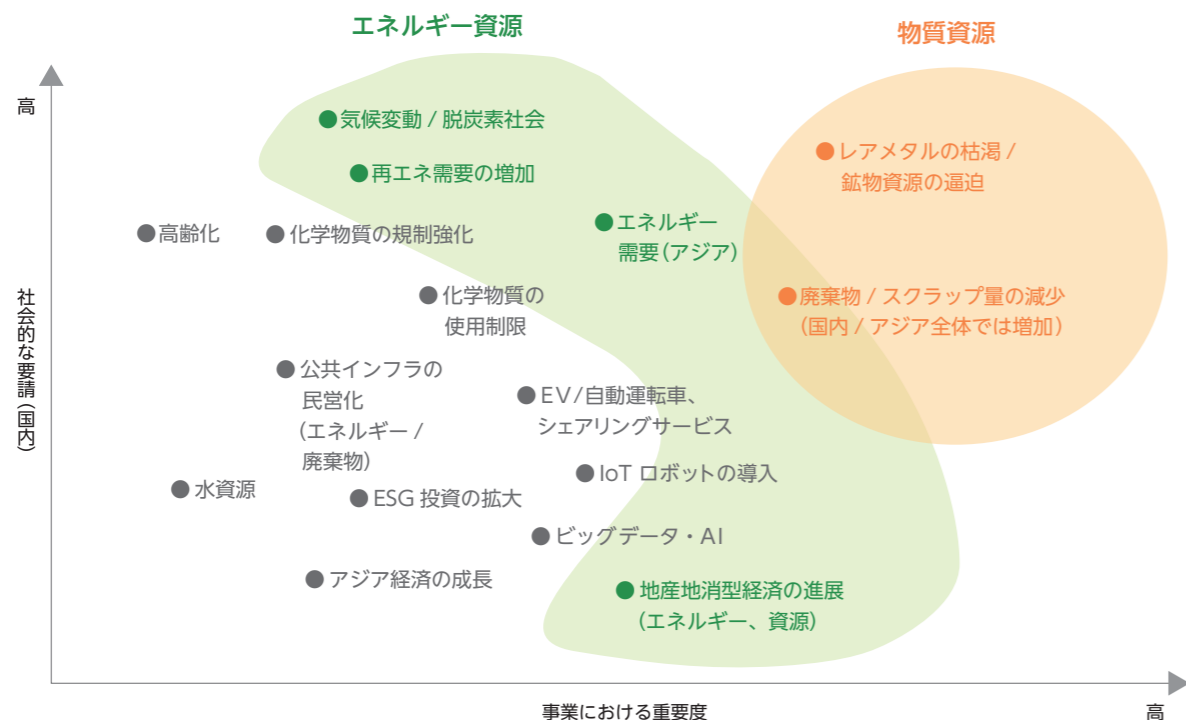 エネルギー資源
物質資源
高
●気候変動 / 脱炭素社会
●レアメタルの枯渇 /
鉱物資源の逼迫
●再エネ需要の増加
●高齢化
●化学物質の規制強化
●エネルギー
需要(アジア)
●化学物質の
使用制限
●廃棄物 / スクラップ量の減少
(国内 / アジア全体では増加)
社会的な要請(国内)
●公共インフラの
民営化
(エネルギー /
廃棄物)
●EV/自動運転車、
シェアリングサービス
●水資源
●ESG 投資の拡大
●IoT ロボットの導入
●ビッグデータ・AI
●アジア経済の成長
●地産地消型経済の進展
(エネルギー、資源)
事業における重要度
高